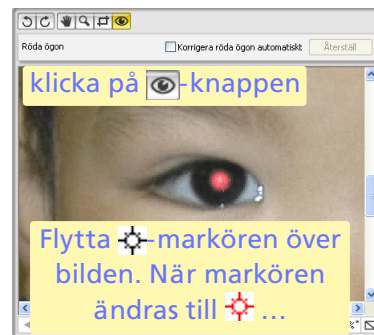 Röda ögon Korrigera röda ögon automatiskt Återställ
klicka på -knappen
Flytta -markören över
bilden. När markören
ändras till ...